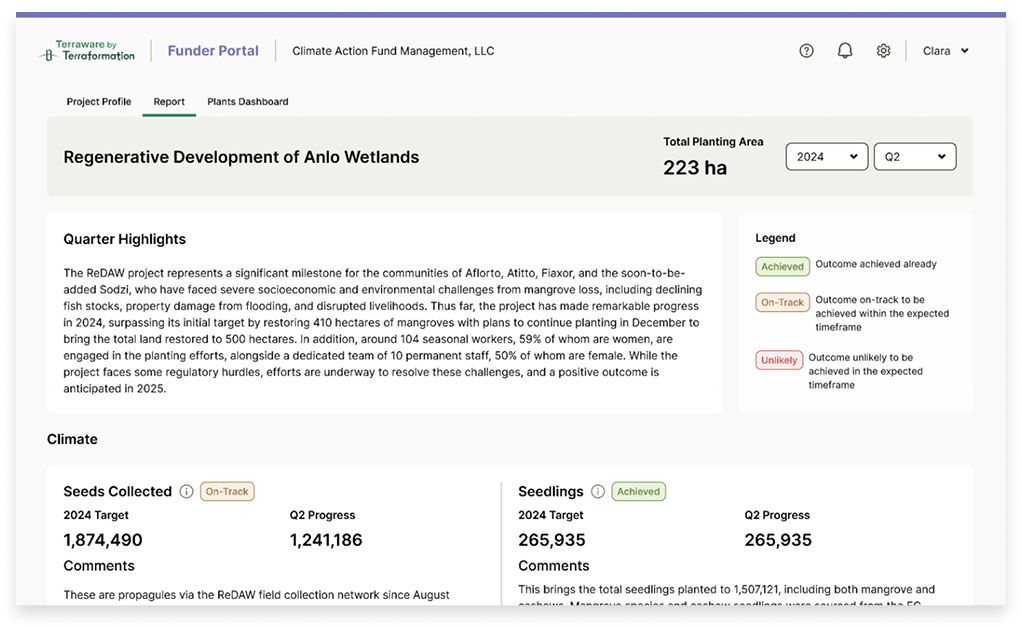 Terraware by
Terraformation
Funder Portal
Climate Action Fund Management, LLC
Clara
Project Profile
Report
Plants Dashboard
Regenerative Development of Anlo Wetlands
Total Planting Area
223 ha
2024
Q2
Quarter Highlights
The ReDAW project represents a significant milestone for the communities of Aflorto, Atitto, Fiaxor, and the soon-to-be-
added Sodzi, who have faced severe socioeconomic and environmental challenges from mangrove loss, including declining
fish stocks, property damage from flooding, and disrupted livelihoods. Thus far, the project has made remarkable progress
in 2024, surpassing its initial target by restoring 410 hectares of mangroves with plans to continue planting in December to
bring the total land restored to 500 hectares. In addition, around 104 seasonal workers, 59% of whom are women, are
engaged in the planting efforts, alongside a dedicated team of 10 permanent staff, 50% of whom are female. While the
project faces some regulatory hurdles, efforts are underway to resolve these challenges, and a positive outcome is
anticipated in 2025.
Legend
Achieved
Outcome achieved already
On-Track
Outcome on-track to be
achieved within the expected
timeframe
Unlikely
Outcome unlikely to be
achieved in the expected
timeframe
Climate
Seeds Collected
On-Track
2024 Target
Q2 Progress
1,874,490
1,241,186
Comments
These are propagules via the ReDAW field collection network since August
Seedlings
Achieved
2024 Target
Q2 Progress
265,935
265,935
Comments
This brings the total seedlings planted to 1,507,121, including both mangrove and
cashews. Mangrove species and cashew seedlings were sourced from the